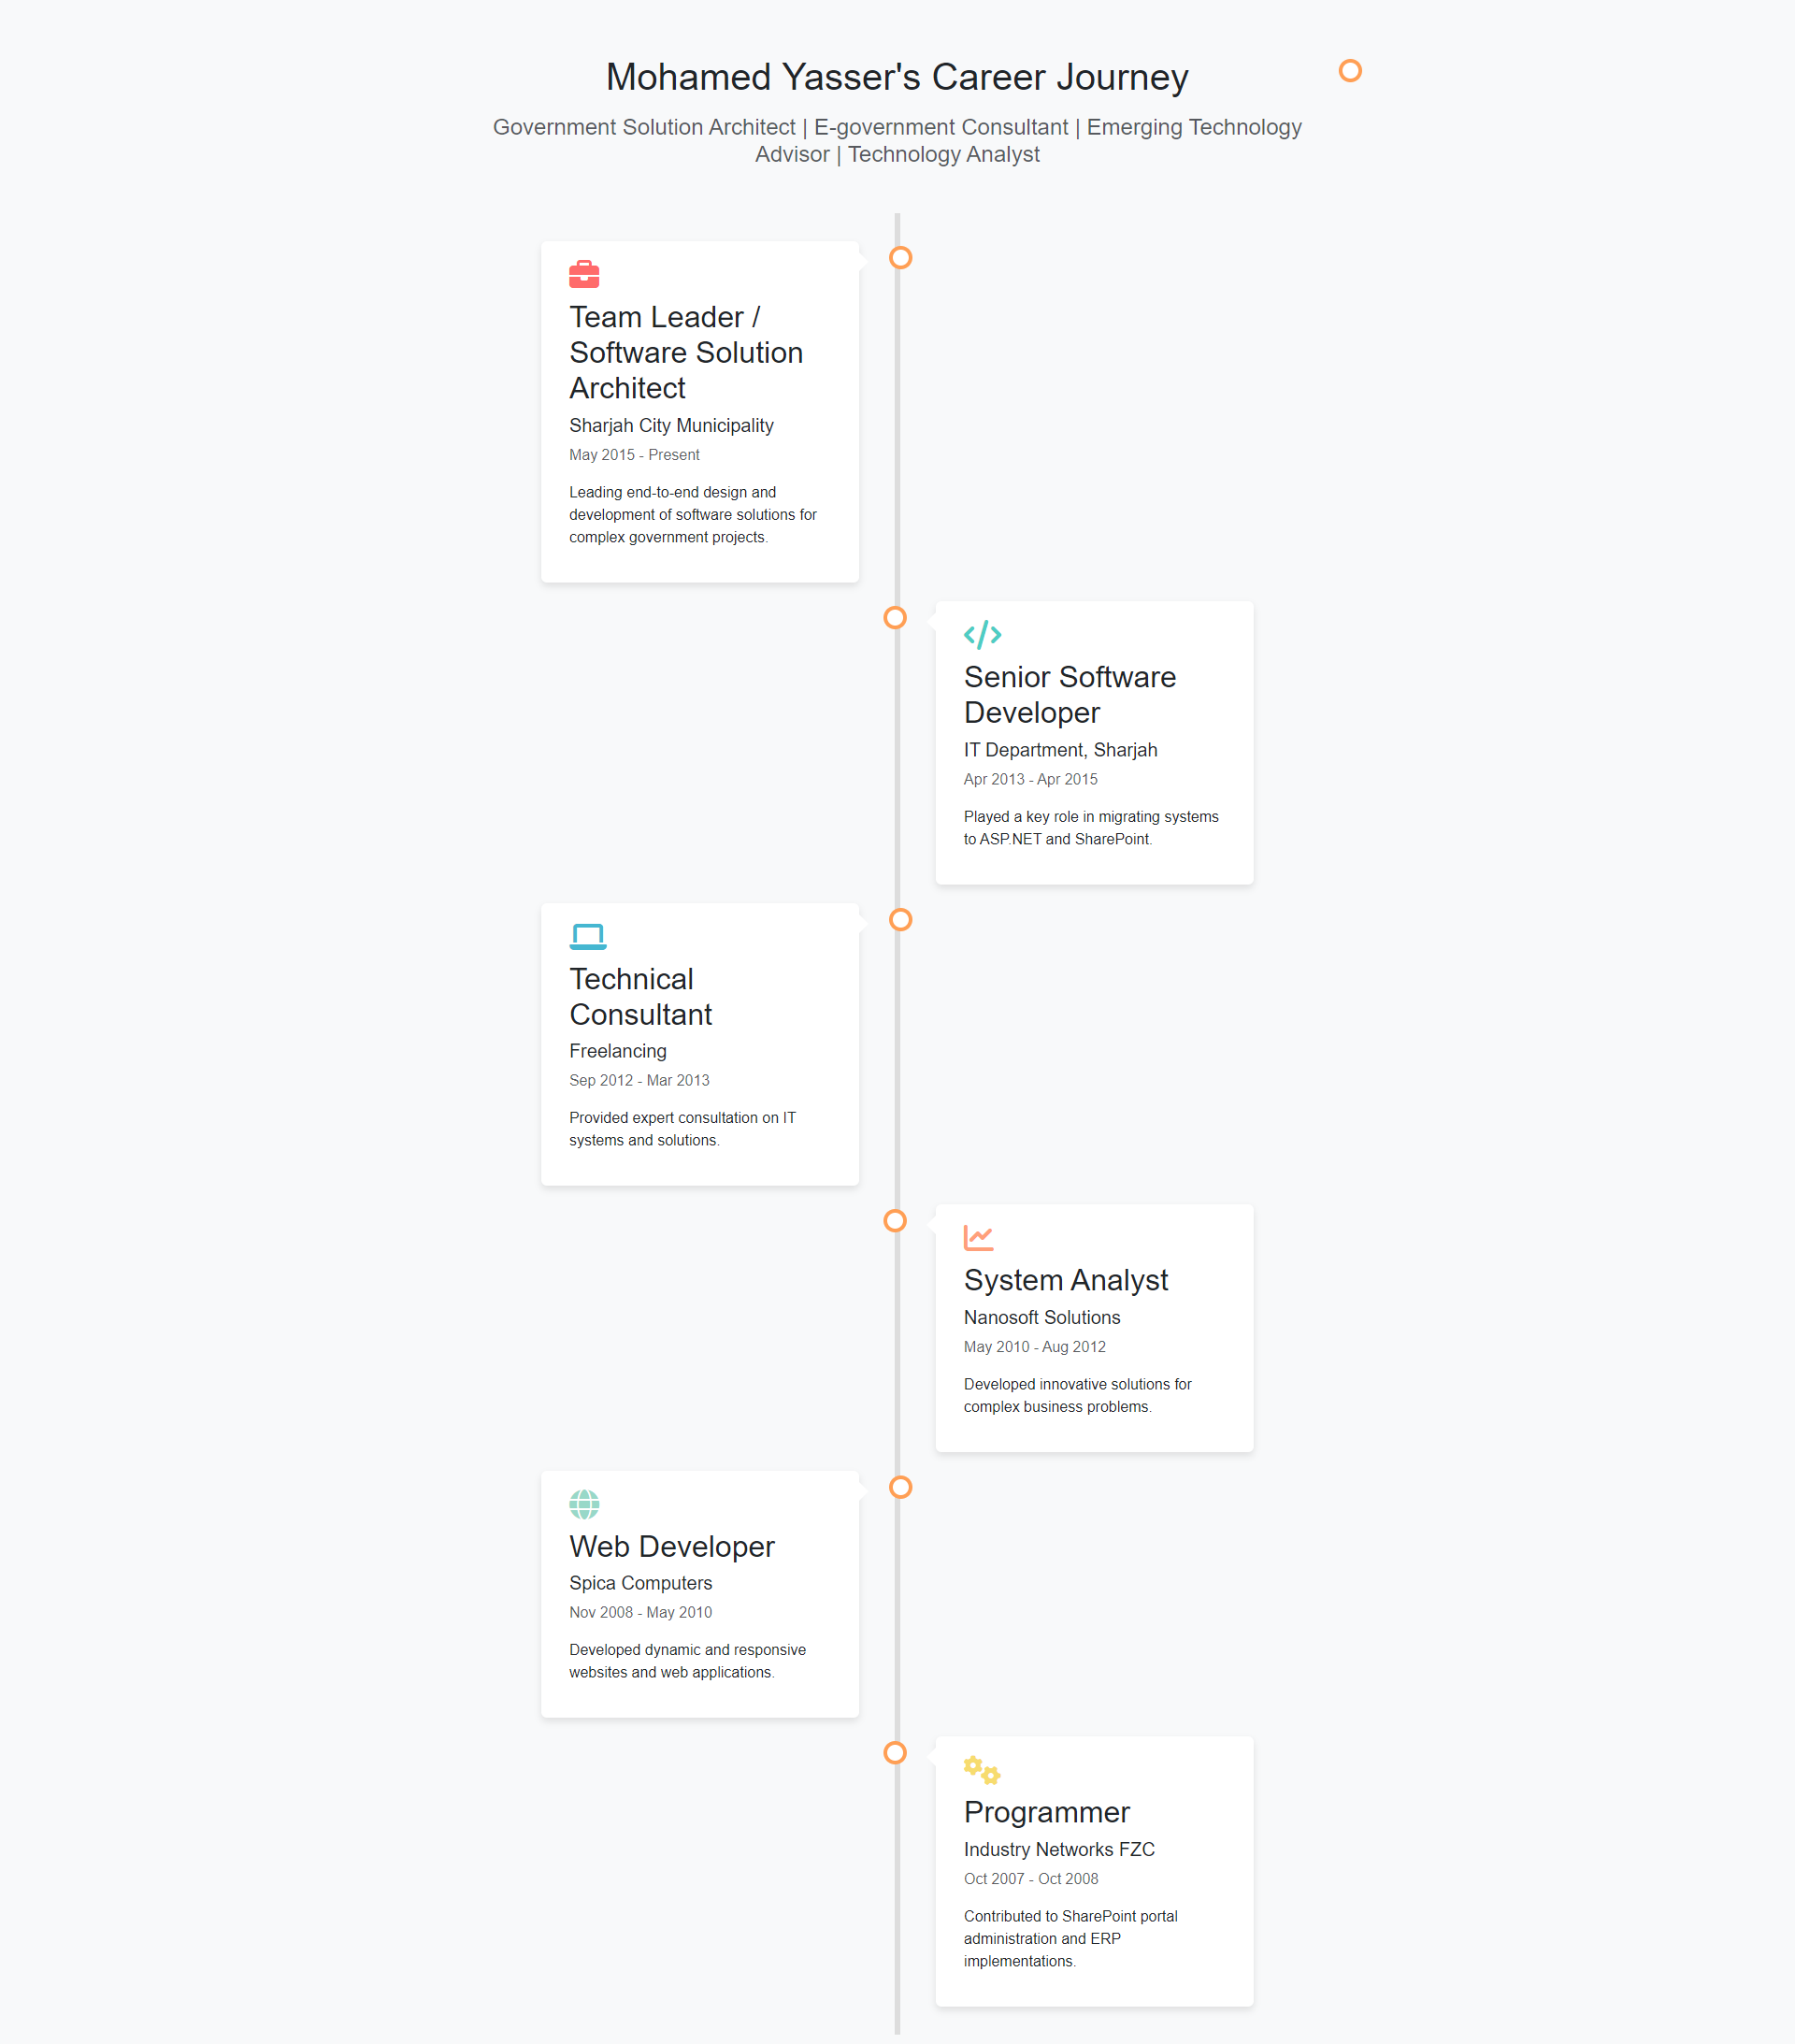 Mohamed Yasser's Career Journey
Government Solution Architect | E-government Consultant | Emerging Technology
Advisor | Technology Analyst
Team Leader /
Software Solution
Architect
Sharjah City Municipality
May 2015 - Present
Leading end-to-end design and
development of software solutions for
complex government projects.
Senior Software
Developer
IT Department, Sharjah
Apr 2013 - Apr 2015
Played a key role in migrating systems
to ASP.NET and SharePoint.
Technical
Consultant
Freelancing
Sep 2012 - Mar 2013
Provided expert consultation on IT
systems and solutions.
System Analyst
Nanosoft Solutions
May 2010 - Aug 2012
Developed innovative solutions for
complex business problems.
Web Developer
Spica Computers
Nov 2008 - May 2010
Developed dynamic and responsive
websites and web applications.
Programmer
Industry Networks FZC
Oct 2007 - Oct 2008
Contributed to SharePoint portal
administration and ERP
implementations.